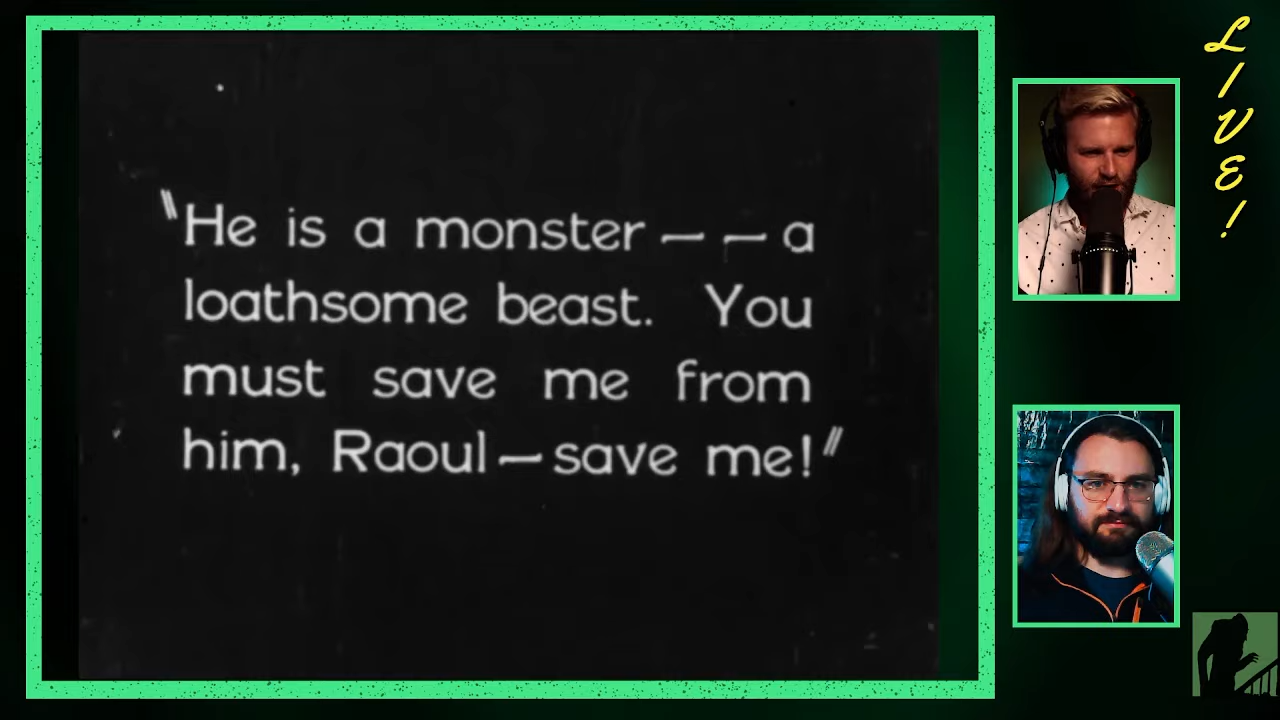 "He is a monster — — a
loathsome beast. You
must save me from
him, Raoul — save me!"
LIVE!